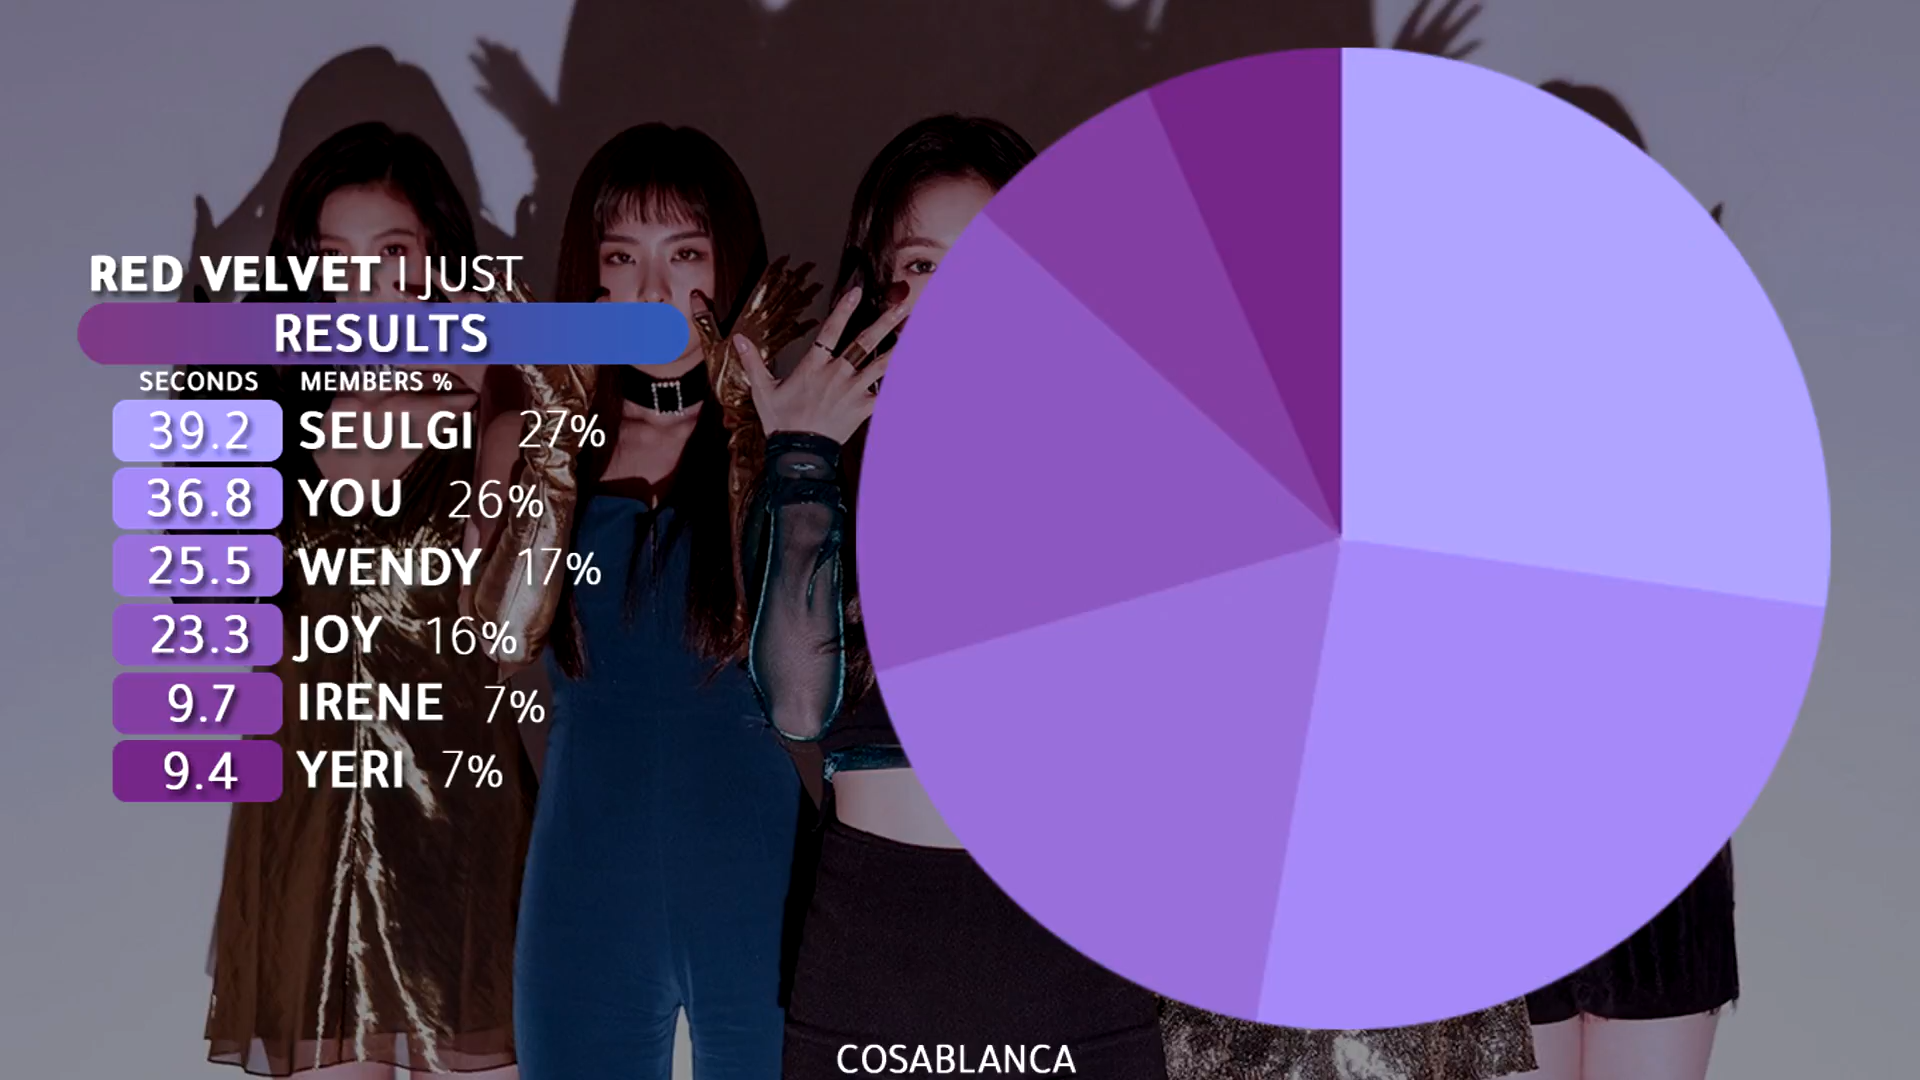 RED VELVET I JUST
RESULTS
SECONDS MEMBERS %
39.2 SEULGI 27%
36.8 YOU 26%
25.5 WENDY 17%
23.3 JOY 16%
9.7 IRENE 7%
9.4 YERI 7%
COSABLANCA